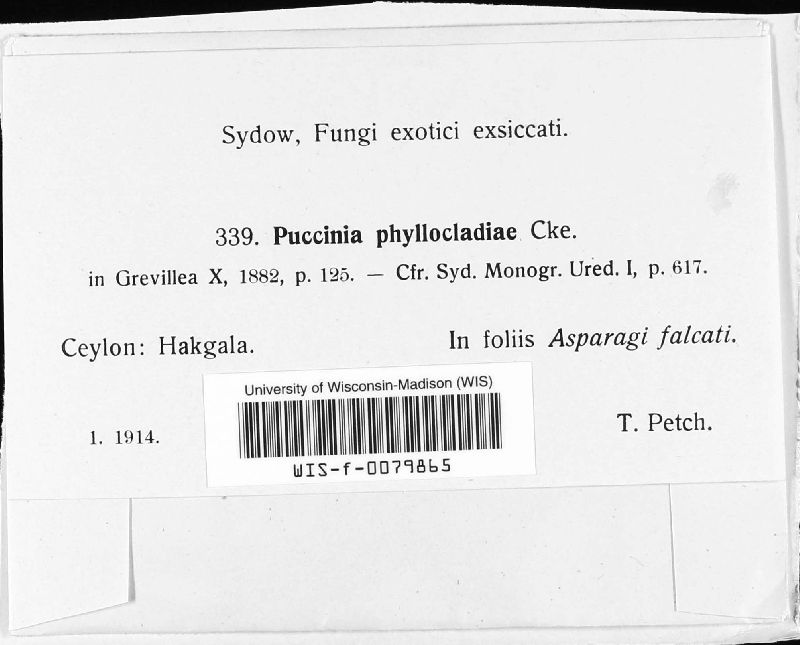 Sydow, Fungi exotici exsiccati.
339. Puccinia phyllocladiae Cke.
in Grevillea X, 1882, p. 125. — Cfr. Syd. Monogr. Ured. I, p. 617.
Ceylon: Hakgala. In foliis Asparagi falcati.
1. 1914. T. Petch.
University of Wisconsin-Madison (WIS)
WIS-f-0079865